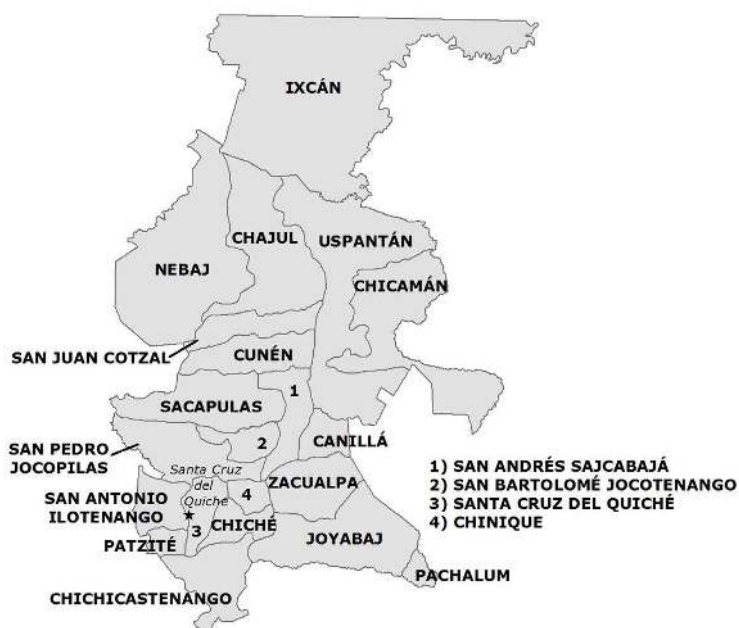 IXCÁN
CHAJUL
USPANTÁN
NEBAJ
CHICAMÁN
SAN JUAN COTZAL
CUNÉN
1
SACAPULAS
SAN PEDRO
JOCOPILAS
2
CANILLÁ
Santa Cruz
del
Quiché
ZACUALPA
SAN ANTONIO
ILOTENANGO
4
3
CHICHÉ
PATZITÉ
JOYABAJ
PACHALUM
CHICHICASTENANGO
1) SAN ANDRÉS SAJCABAJÁ
2) SAN BARTOLOMÉ JOCOTENANGO
3) SANTA CRUZ DEL QUICHÉ
4) CHINIQUE